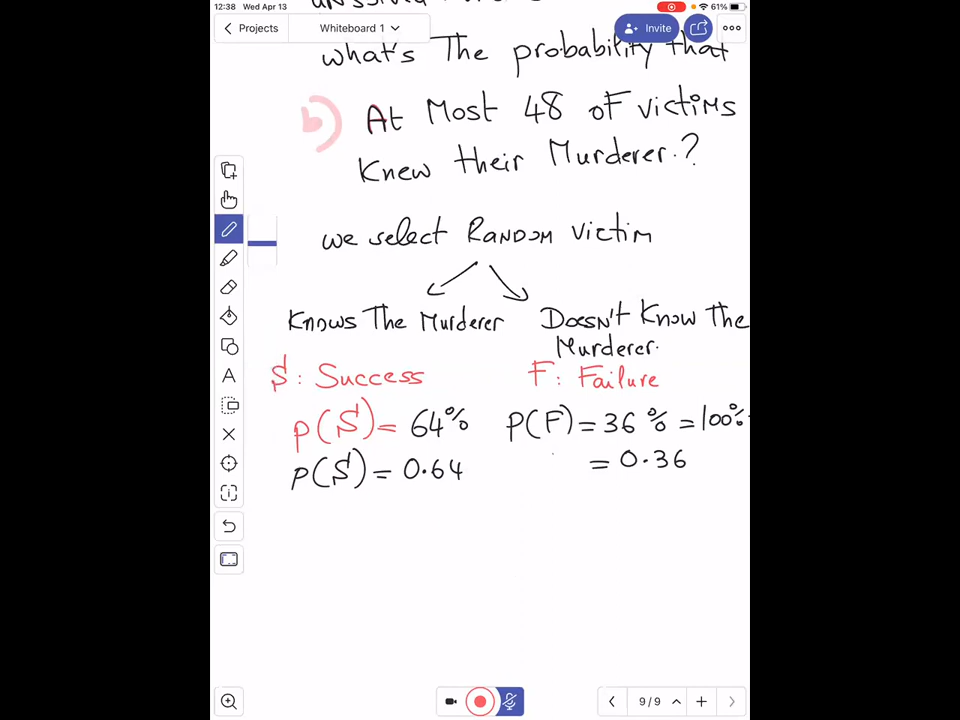 12:38 Wed Apr 13
61%
Projects
Whiteboard 1
Invite
what's The probability that
b) At Most 48 of victims
Knew their Murderer.?
we select Random victim
Knows The Murderer
Doesn't Know The
Murderer.
S: Success
F: Failure
P(S) = 64%
P(F) = 36% = 100%
P(S) = 0.64
= 0.36
A
9/9